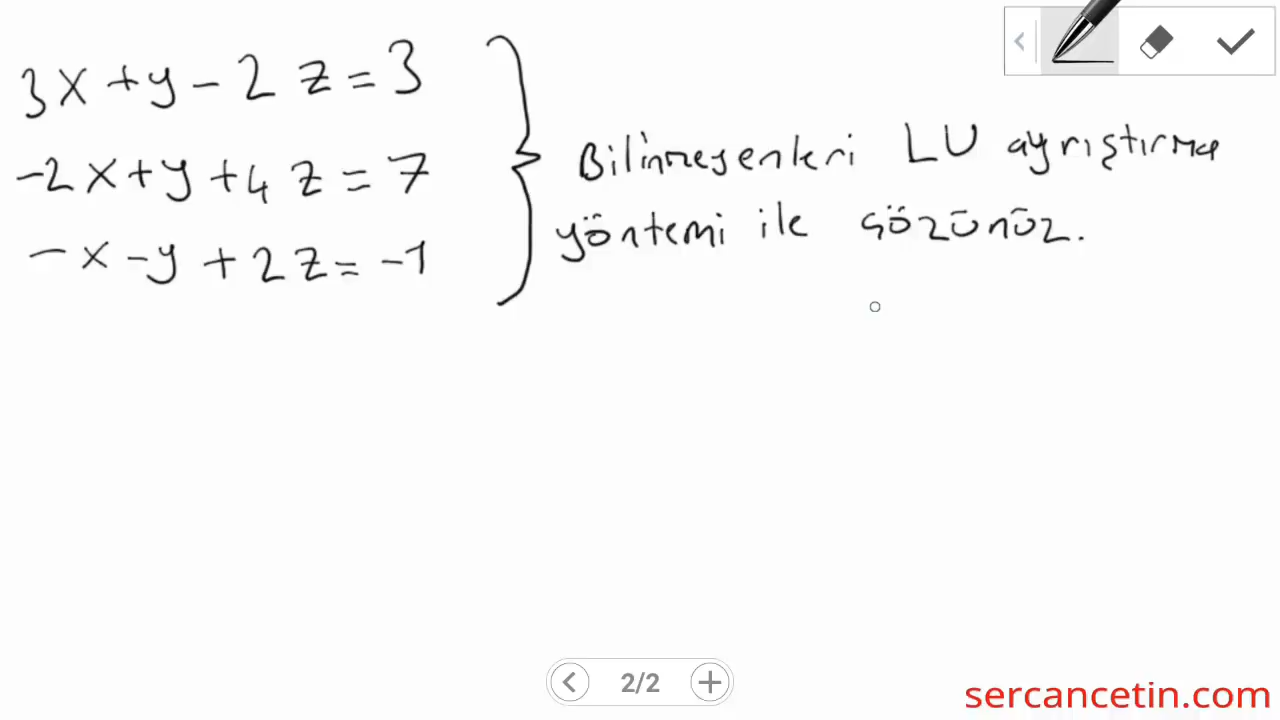 3x + y - 2z = 3
-2x + y + 4z = 7
-x - y + 2z = -1
Bilinmeyenleri LU ayrıştırma
yöntemi ile çözünüz.
2/2
sercancetin.com